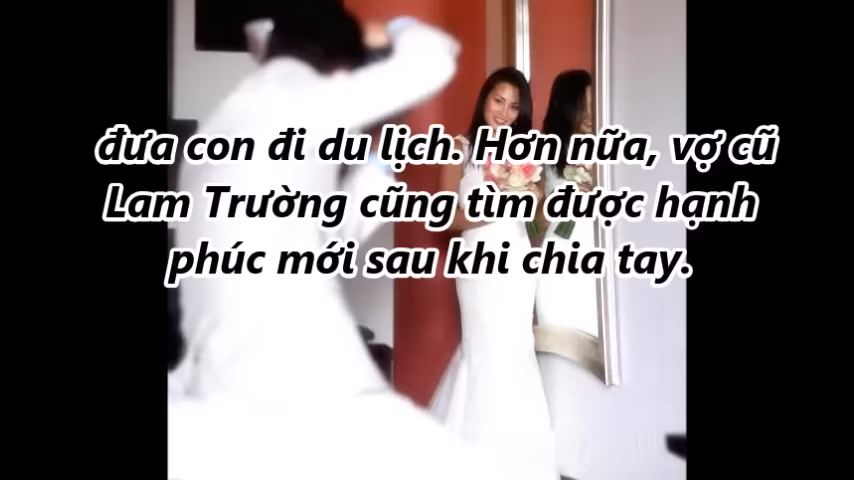 đưa con đi du lịch. Hơn nữa, vợ cũ
Lam Trường cũng tìm được hạnh
phúc mới sau khi chia tay.